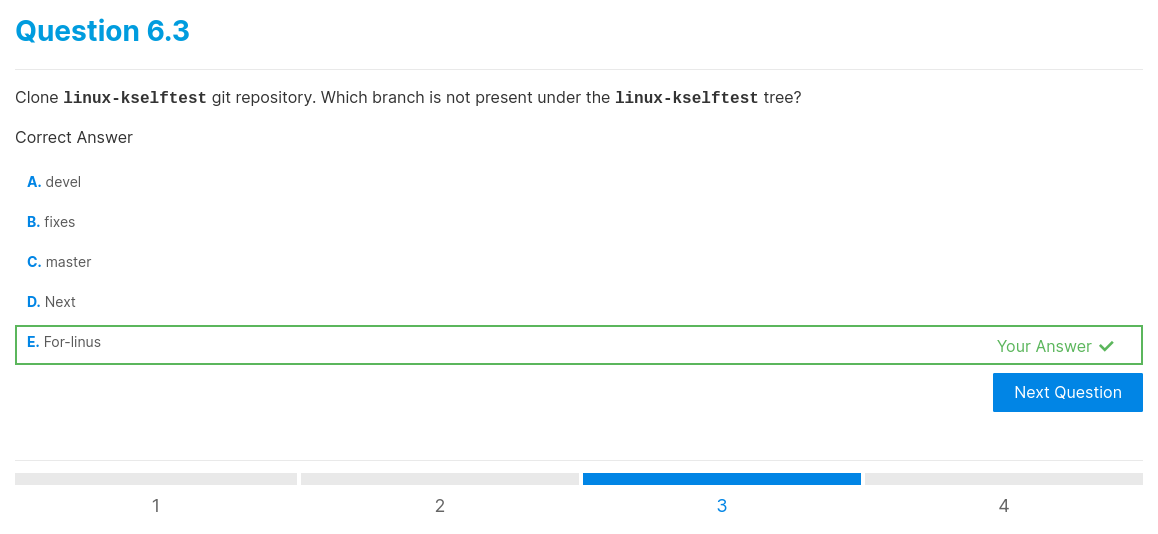 Question 6.3
Clone linux-kselftest git repository. Which branch is not present under the linux-kselftest tree?
Correct Answer
A. devel
B. fixes
C. master
D. Next
E. For-linus
Your Answer
Next Question
1
2
3
4